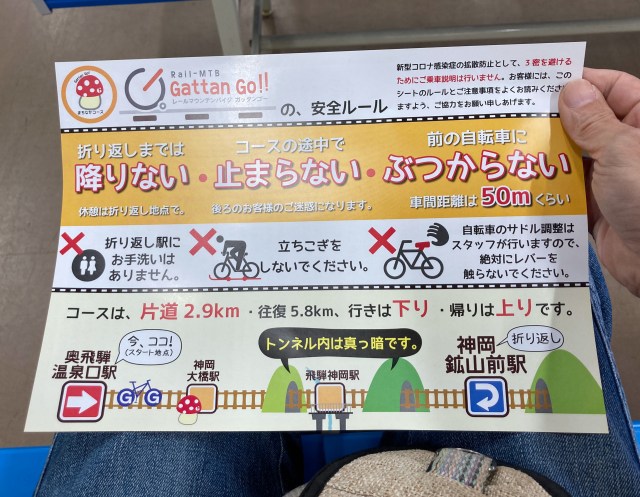 まちなかコース
Rail-MTB
Gattan Go!!
レールマウンテンバイク ガッタンゴー
の、安全ルール
新型コロナ感染症の拡散防止として、3密を避ける
ためにご乗車説明は行いません。お客様には、この
シートのルールとご注意事項をよくお読みください
ますよう、ご協力をお願い申しあげます。
折り返しまでは
降りない・
休憩は折り返し地点で。
コースの途中で
止まらない・
後ろのお客様のご迷惑になります。
前の自転車に
ぶつからない
車間距離は50mくらい
折り返し駅に
お手洗いは
ありません。
立ちこぎを
しないでください。
自転車のサドル調整は
スタッフが行いますので、
絶対にレバーを
触らないでください。
コースは、片道2.9km・往復5.8km、行きは下り・帰りは上りです。
奥飛騨
温泉口駅
今、ココ!
(スタート地点)
GG
神岡
大橋駅
トンネル内は真っ暗です。
飛騨神岡駅
神岡
鉱山前駅
折り返し